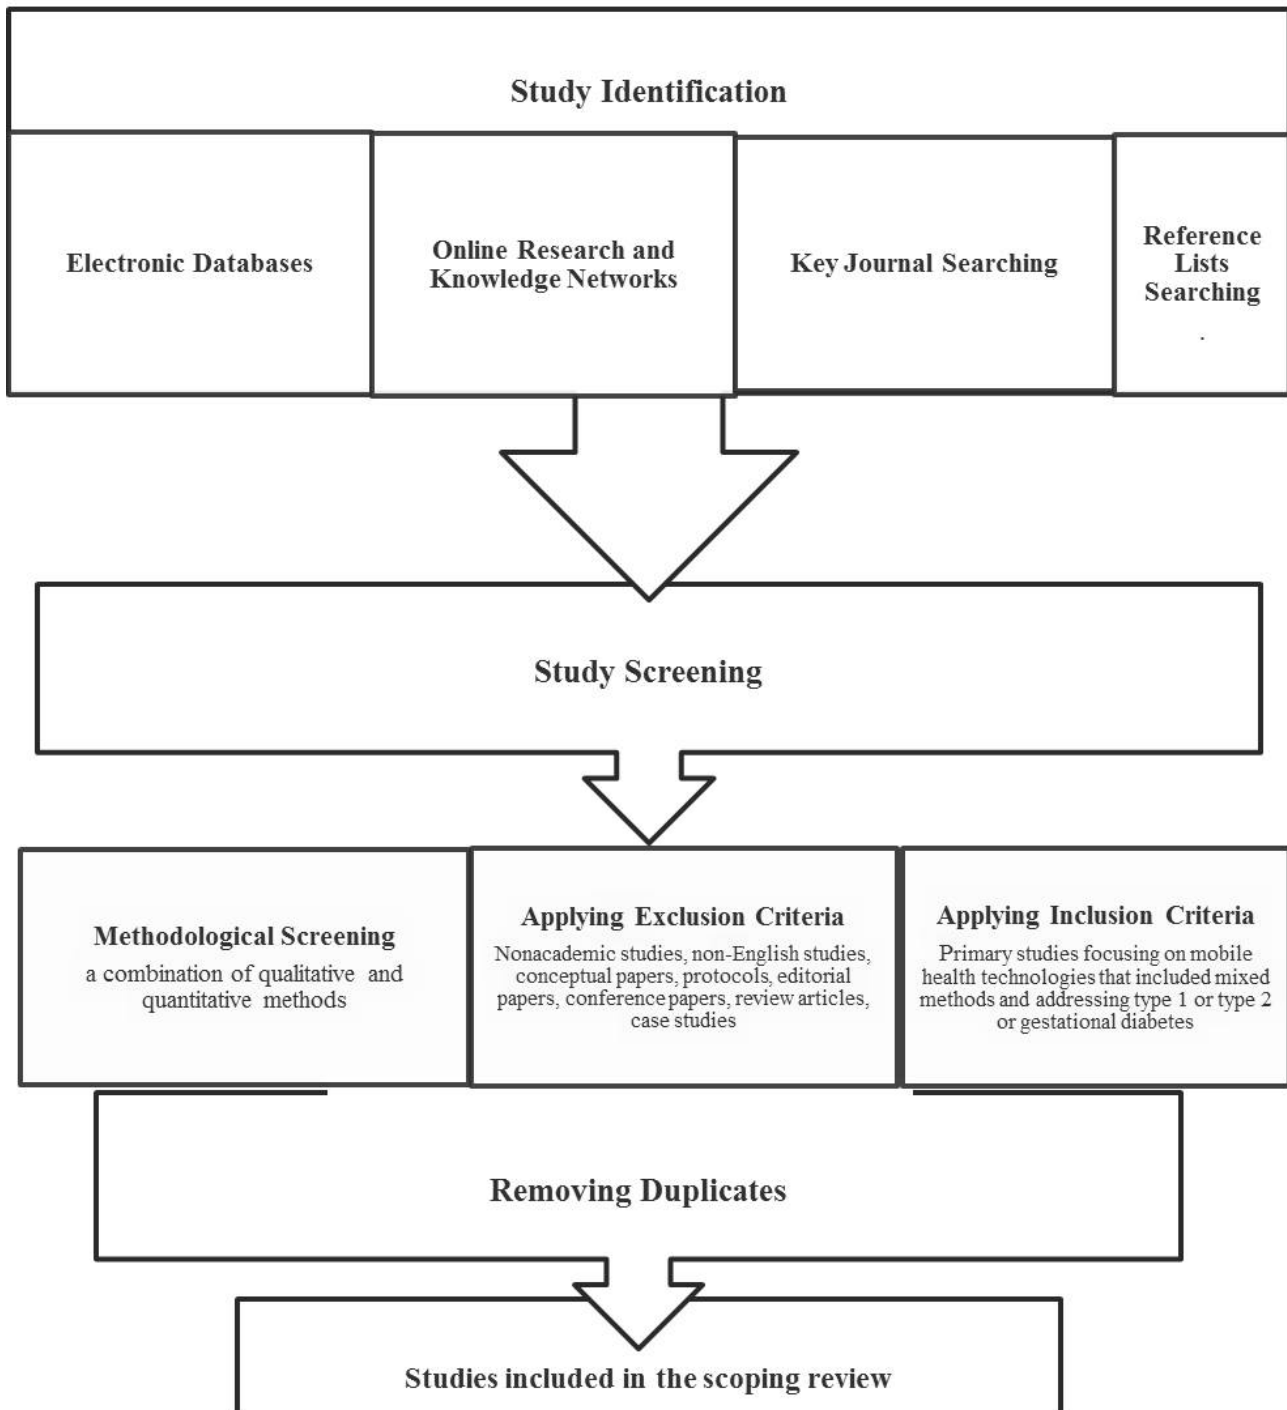 Study Identification
Electronic Databases
Online Research and
Knowledge Networks
Key Journal Searching
Reference
Lists
Searching
.
Study Screening
Methodological Screening
a combination of qualitative and
quantitative methods
Applying Exclusion Criteria
Nonacademic studies, non-English studies,
conceptual papers, protocols, editorial
papers, conference papers, review articles,
case studies
Applying Inclusion Criteria
Primary studies focusing on mobile
health technologies that included mixed
methods and addressing type 1 or type 2
or gestational diabetes
Removing Duplicates
Studies included in the scoping review